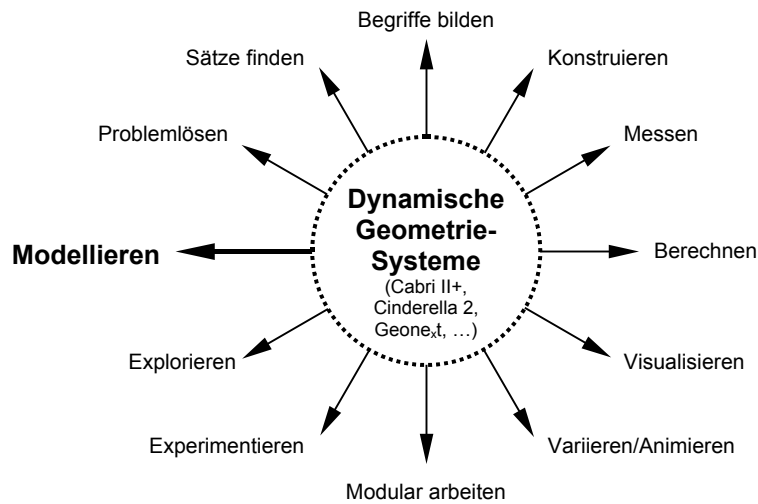 Begriffe bilden
Sätze finden
Konstruieren
Problemlösen
Messen
Dynamische
Geometrie-
Systeme
(Cabri II+,
Cinderella 2,
Geonext, …)
Modellieren
Berechnen
Explorieren
Visualisieren
Experimentieren
Variieren/Animieren
Modular arbeiten